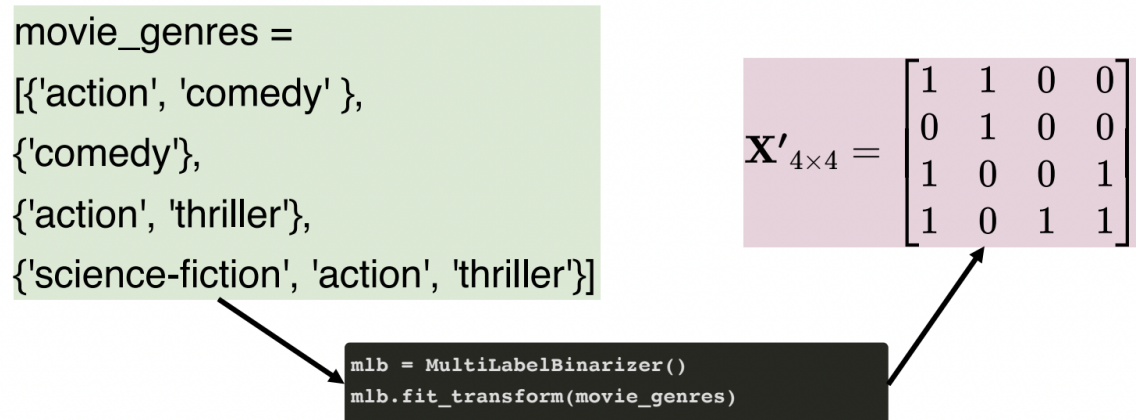 movie_genres =
[{'action', 'comedy' },
{'comedy'},
{'action', 'thriller'},
{'science-fiction', 'action', 'thriller'}]
X′4×4 =
1 1 0 0
0 1 0 0
1 0 0 1
1 0 1 1
mlb = MultiLabelBinarizer()
mlb.fit_transform(movie_genres)